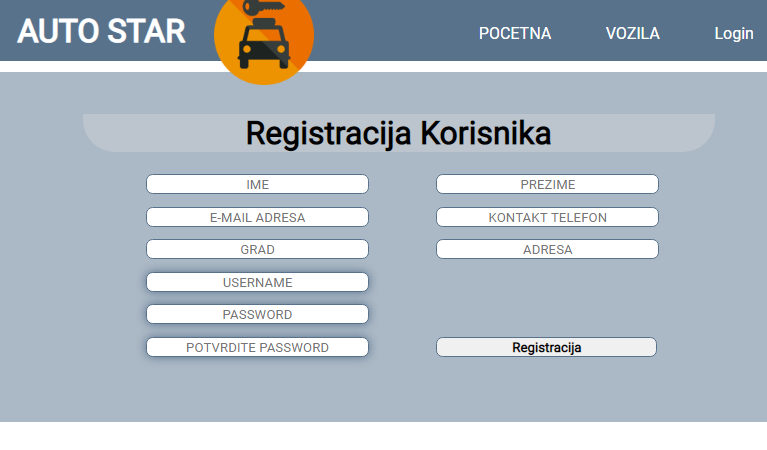 AUTO STAR
POCETNA VOZILA Login
Registracija Korisnika
IME PREZIME
E-MAIL ADRESA KONTAKT TELEFON
GRAD ADRESA
USERNAME
PASSWORD
POTVRDITE PASSWORD Registracija